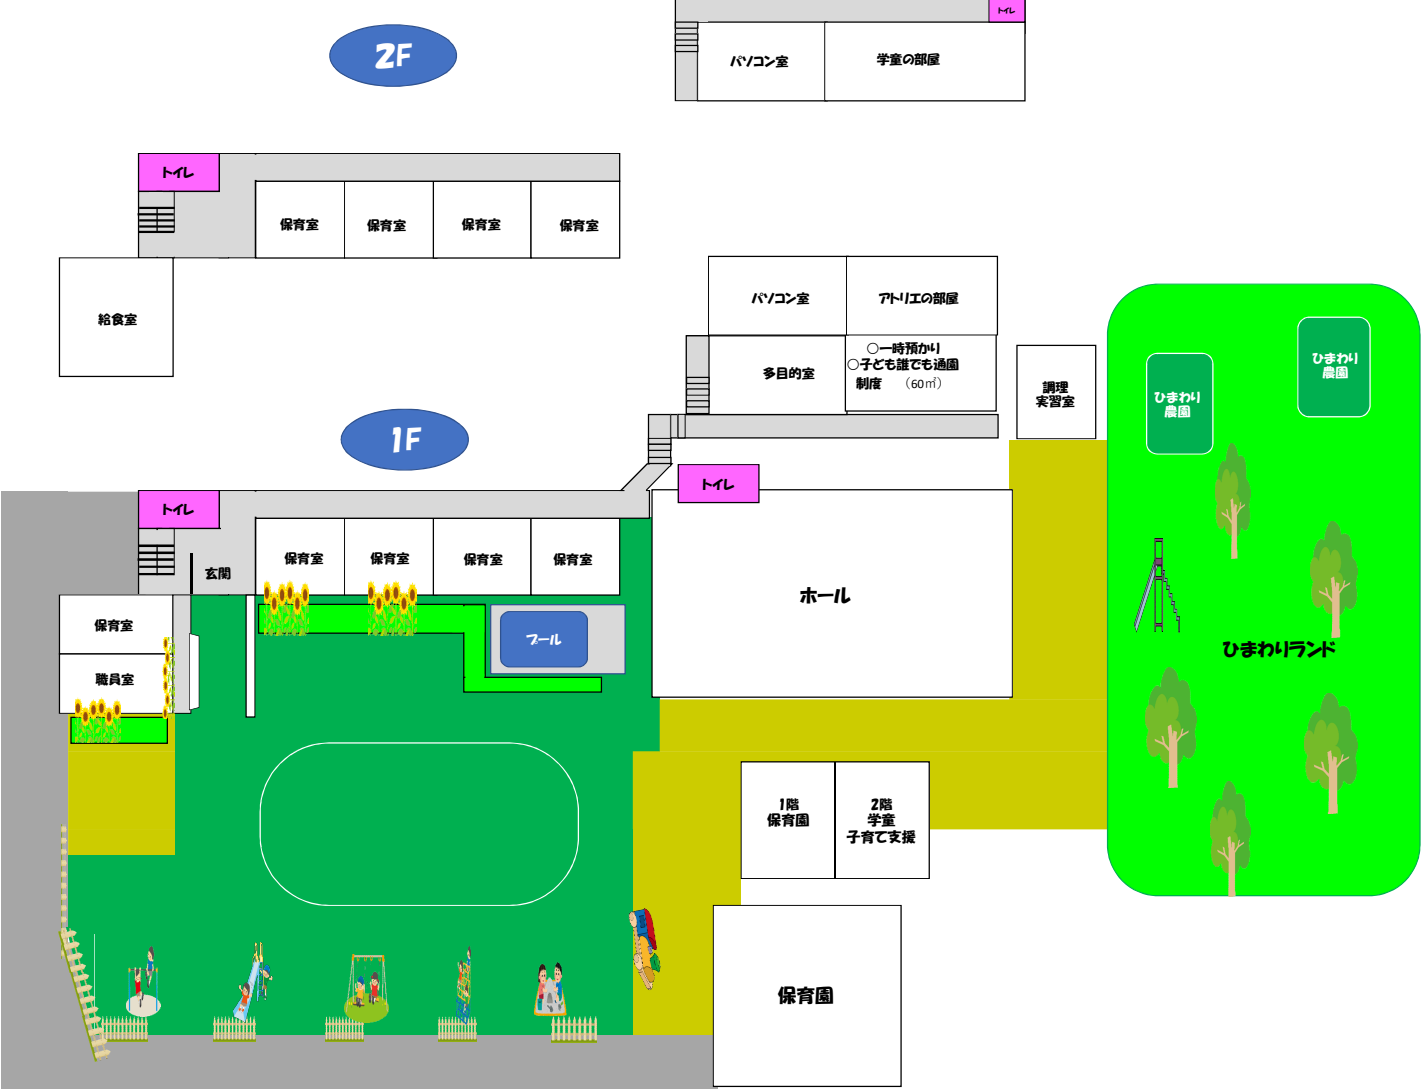 トイレ
2F
パソコン室
学童の部屋
トイレ
保育室
保育室
保育室
保育室
給食室
パソコン室
アトリエの部屋
多目的室
○一時預かり
○子ども誰でも通園
制度 (60㎡)
調理
実習室
ひまわり
農園
ひまわり
農園
1F
トイレ
トイレ
玄関
保育室
保育室
保育室
保育室
ホール
保育室
職員室
プール
ひまわりランド
1階
保育園
2階
学童
子育て支援
保育園